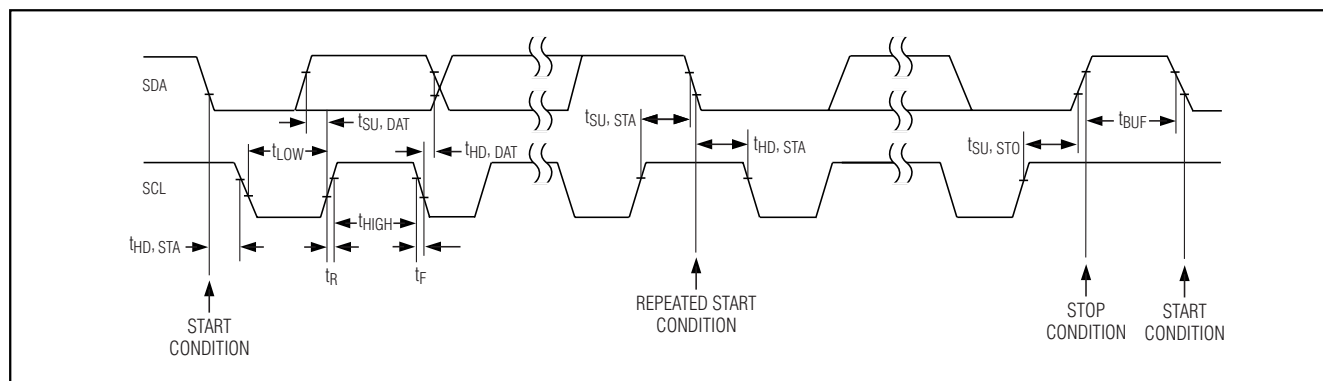 SDA
tSU, DAT
tSU, STA
tBUF
tLOW
tHD, DAT
tHD, STA
tSU, STO
SCL
tHIGH
tHD, STA
tR
tF
START
CONDITION
REPEATED START
CONDITION
STOP
CONDITION
START
CONDITION